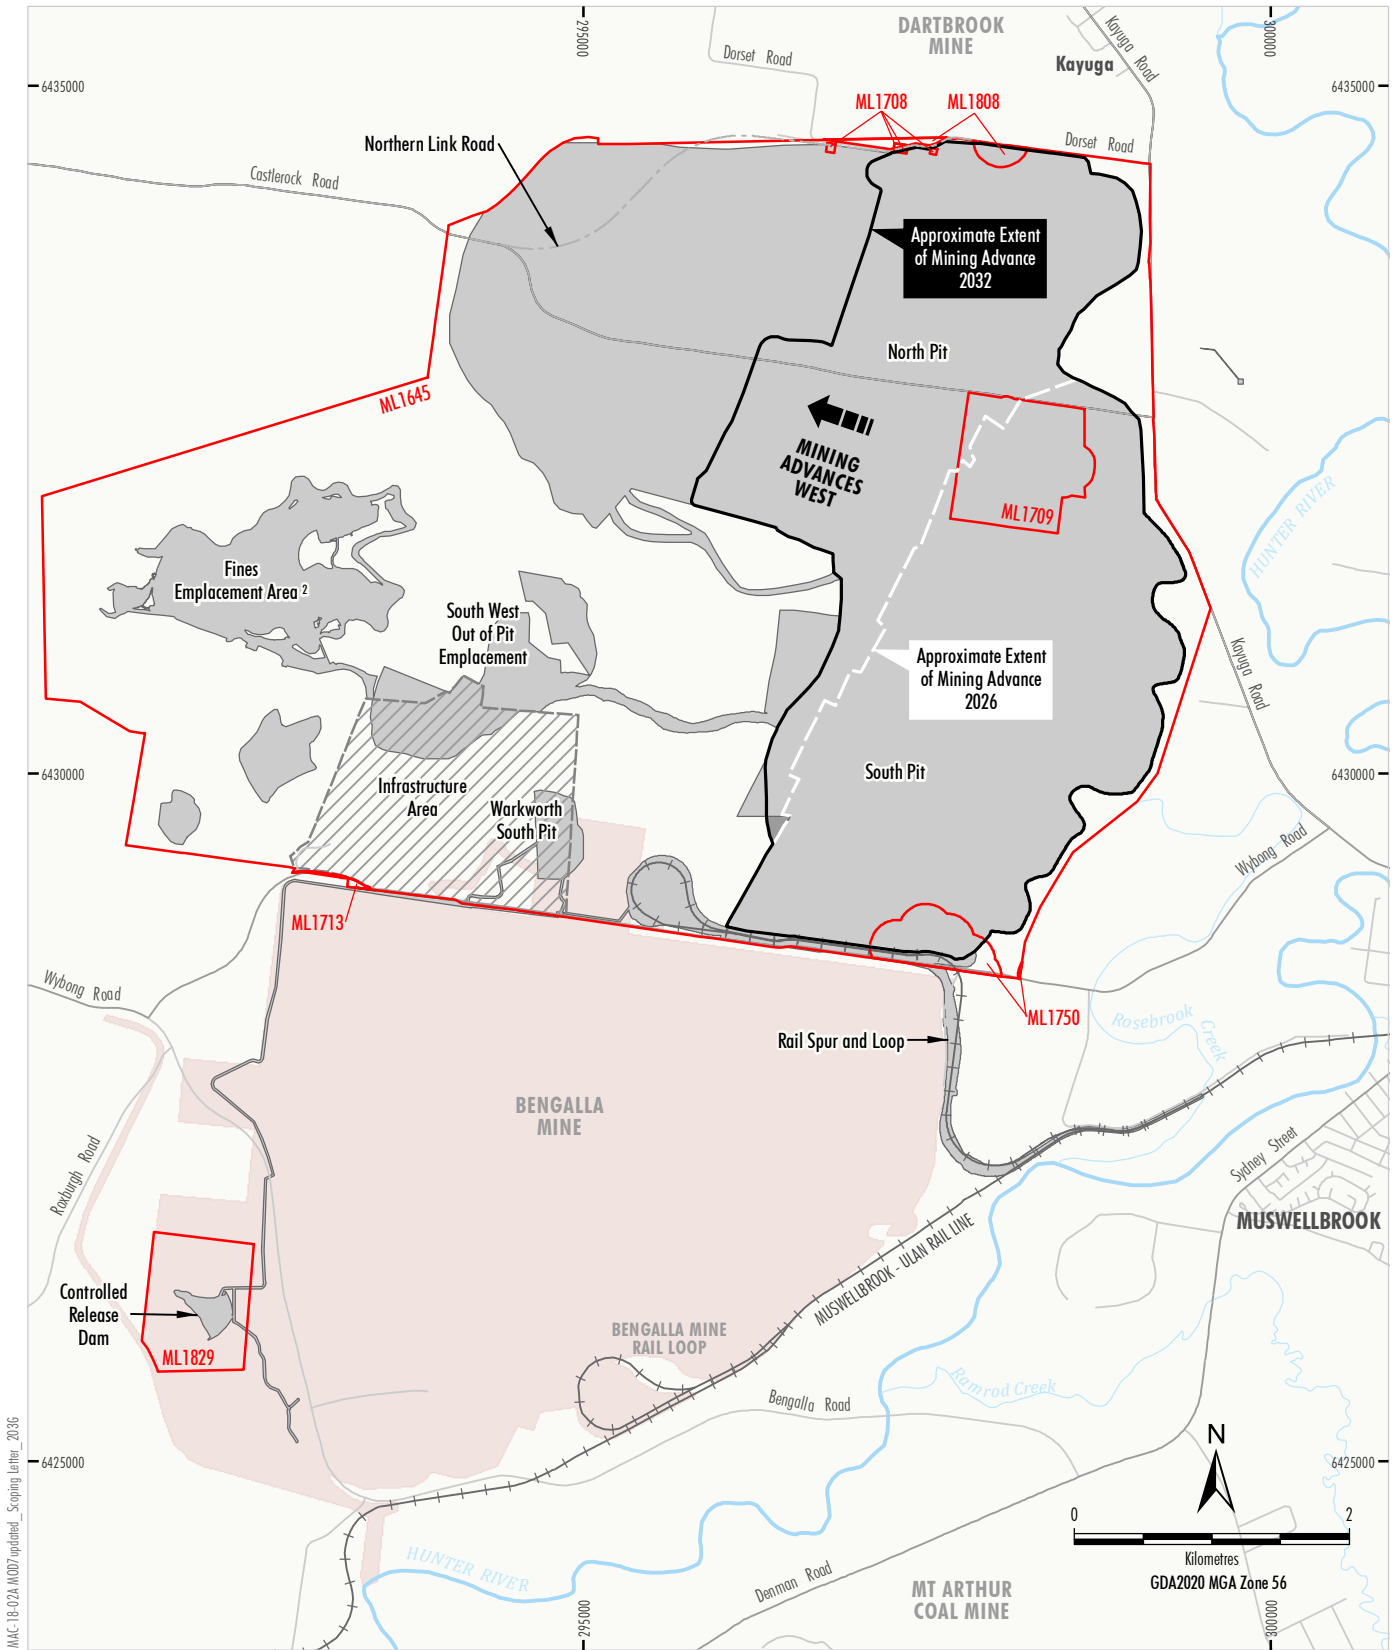 295000
300000
DARTBROOK
MINE
Kayuga Road
Dorset Road
Kayuga
6435000
6435000
ML1708
ML1808
Northern Link Road
Dorset Road
Castlerock Road
Approximate Extent
of Mining Advance
2032
North Pit
ML1645
MINING
ADVANCES
WEST
ML1709
HUNTER RIVER
Fines
Emplacement Area 2
South West
Out of Pit
Emplacement
Approximate Extent
of Mining Advance
2026
Kayuga Road
6430000
6430000
South Pit
Infrastructure
Area
Warkworth
South Pit
Wybong Road
ML1713
Wybong Road
ML1750
Rosebrook Creek
Rail Spur and Loop
BENGALLA
MINE
Sydney Street
Roxburgh Road
MUSWELLBROOK
MUSWELLBROOK - ULAN RAIL LINE
Controlled
Release
Dam
BENGALLA MINE
RAIL LOOP
ML1829
Ramrod Creek
Bengalla Road
N
6425000
6425000
0
2
Kilometres
GDA2020 MGA Zone 56
HUNTER RIVER
Denman Road
MT ARTHUR
COAL MINE
295000
300000
MAC-18-02A MOD7 updated_Scoping Letter_203G